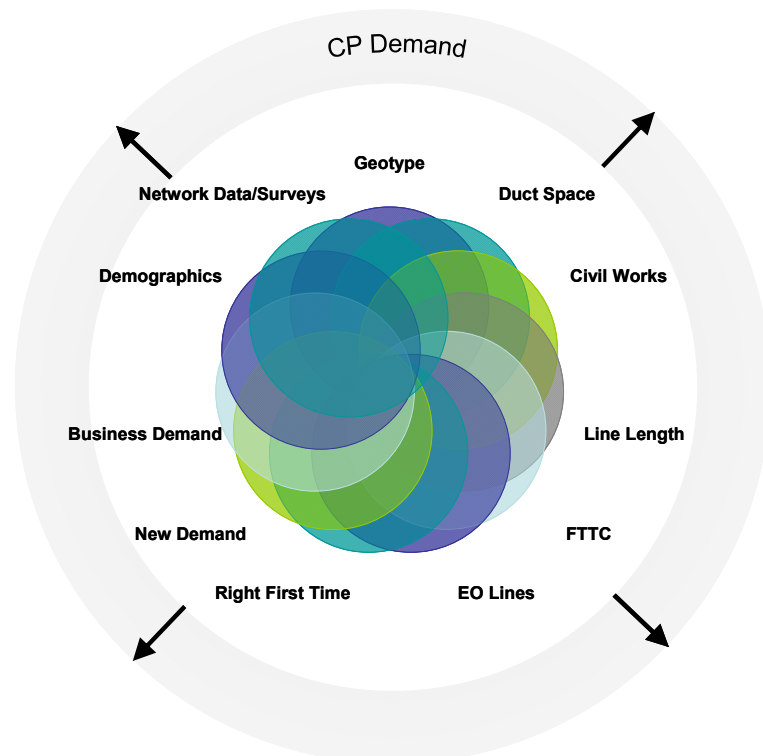 CP Demand
Geotype
Network Data/Surveys
Duct Space
Demographics
Civil Works
Business Demand
Line Length
New Demand
FTTC
Right First Time
EO Lines